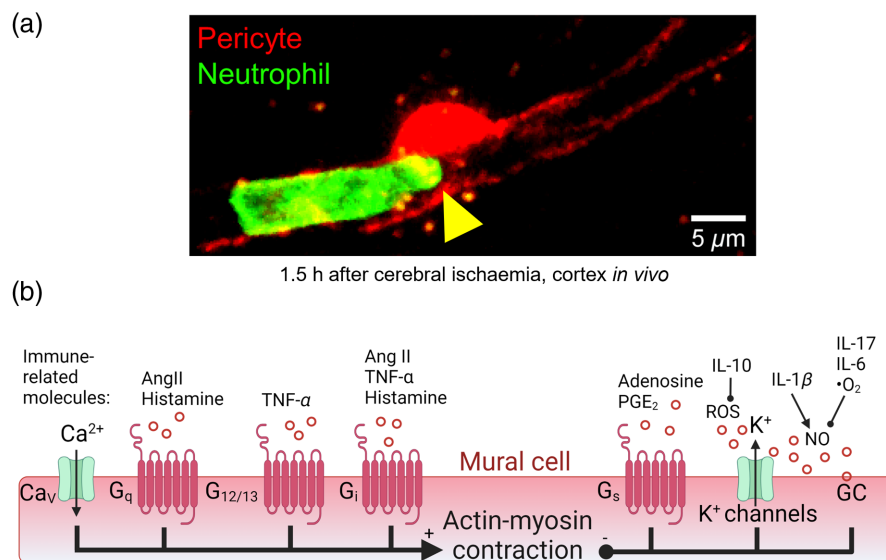 (a)
Pericyte
Neutrophil
5 μm
1.5 h after cerebral ischaemia, cortex in vivo
(b)
Immune-
related
molecules:
Ca²⁺
AngII
Histamine
TNF-α
Ang II
TNF-α
Histamine
Adenosine
PGE₂
IL-10
ROS
K⁺
IL-1β
IL-17
IL-6
•O₂
NO
Mural cell
Caᵥ
Gq
G₁₂/₁₃
Gᵢ
Gₛ
K⁺ channels
GC
+
Actin-myosin
contraction
-